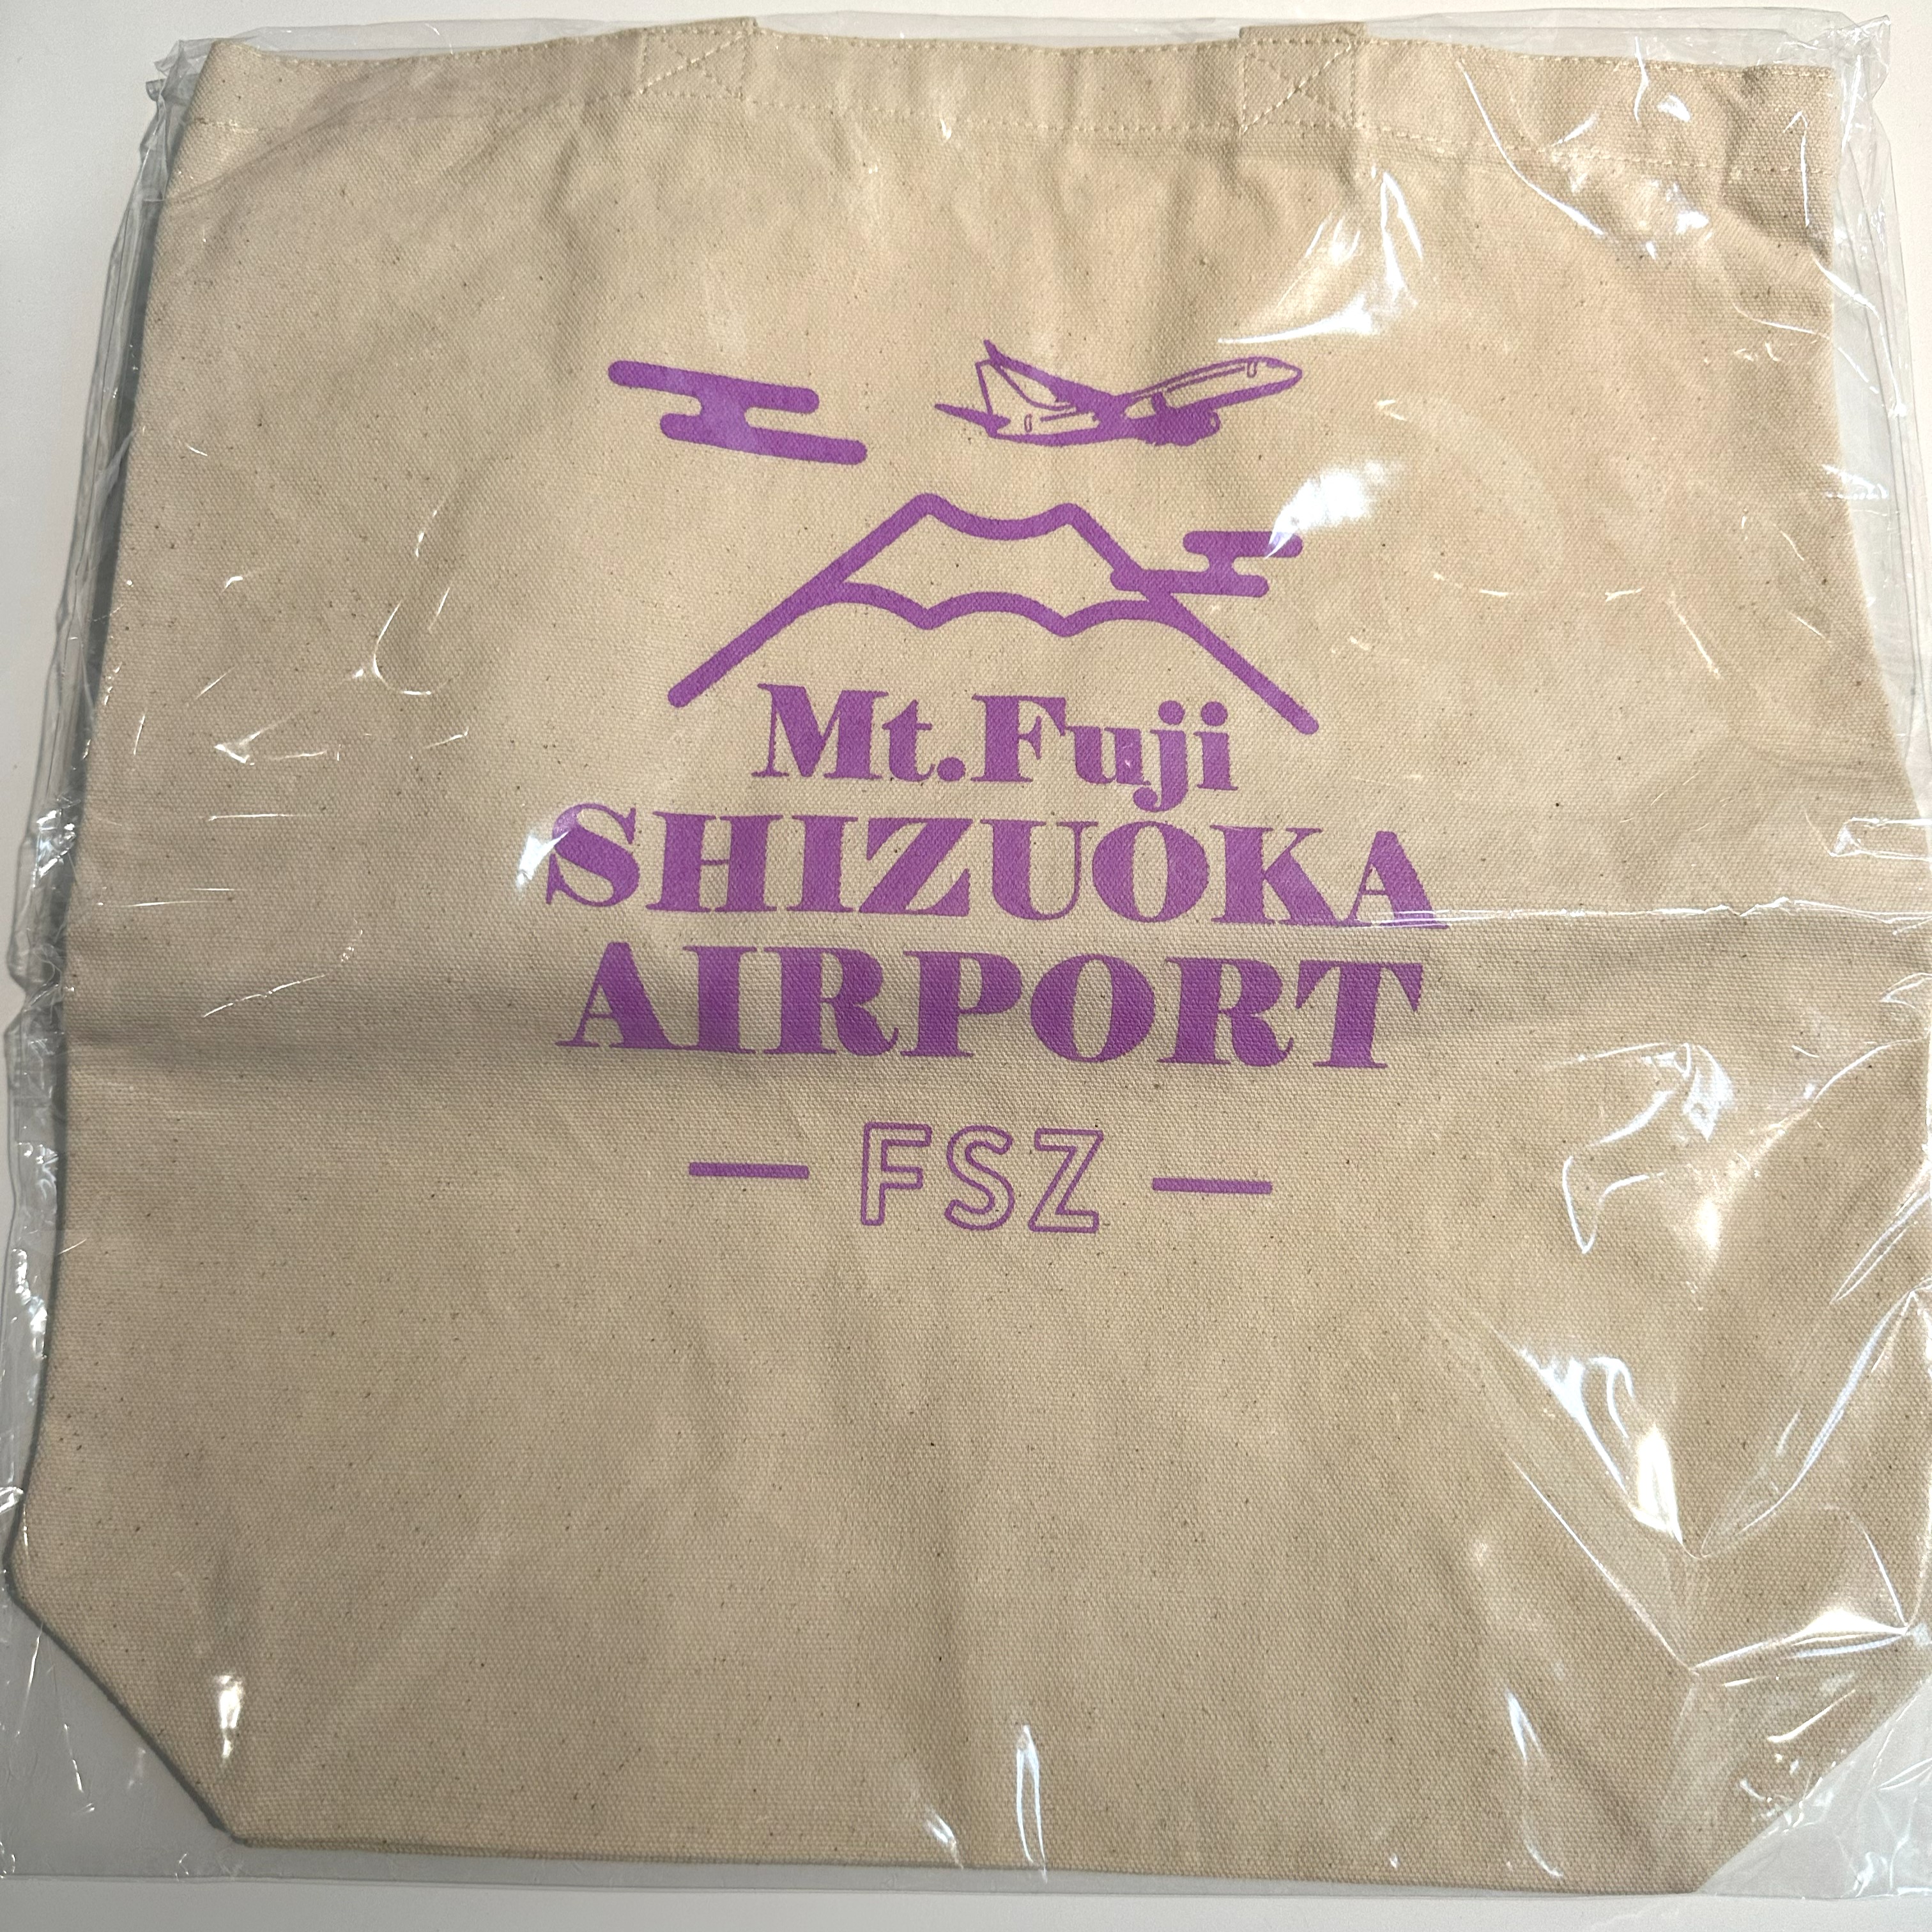 Mt.Fuji
SHIZUOKA
AIRPORT
— FSZ —